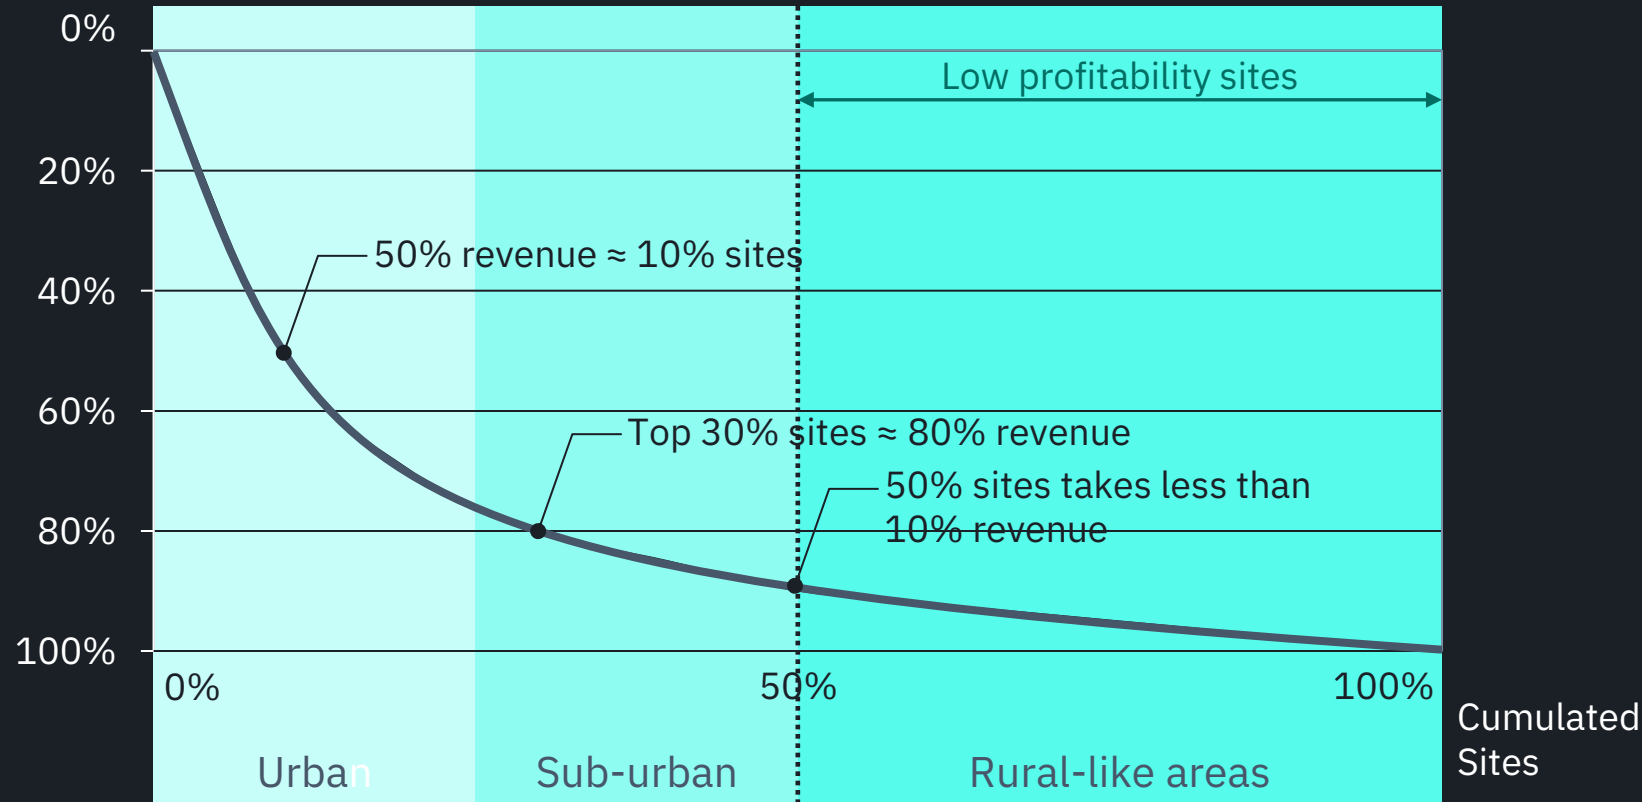 0%
Low profitability sites
20%
50% revenue ≈ 10% sites
40%
60%
Top 30% sites ≈ 80% revenue
50% sites takes less than
10% revenue
80%
100%
0%
50%
100%
Cumulated
Sites
Urban
Sub-urban
Rural-like areas